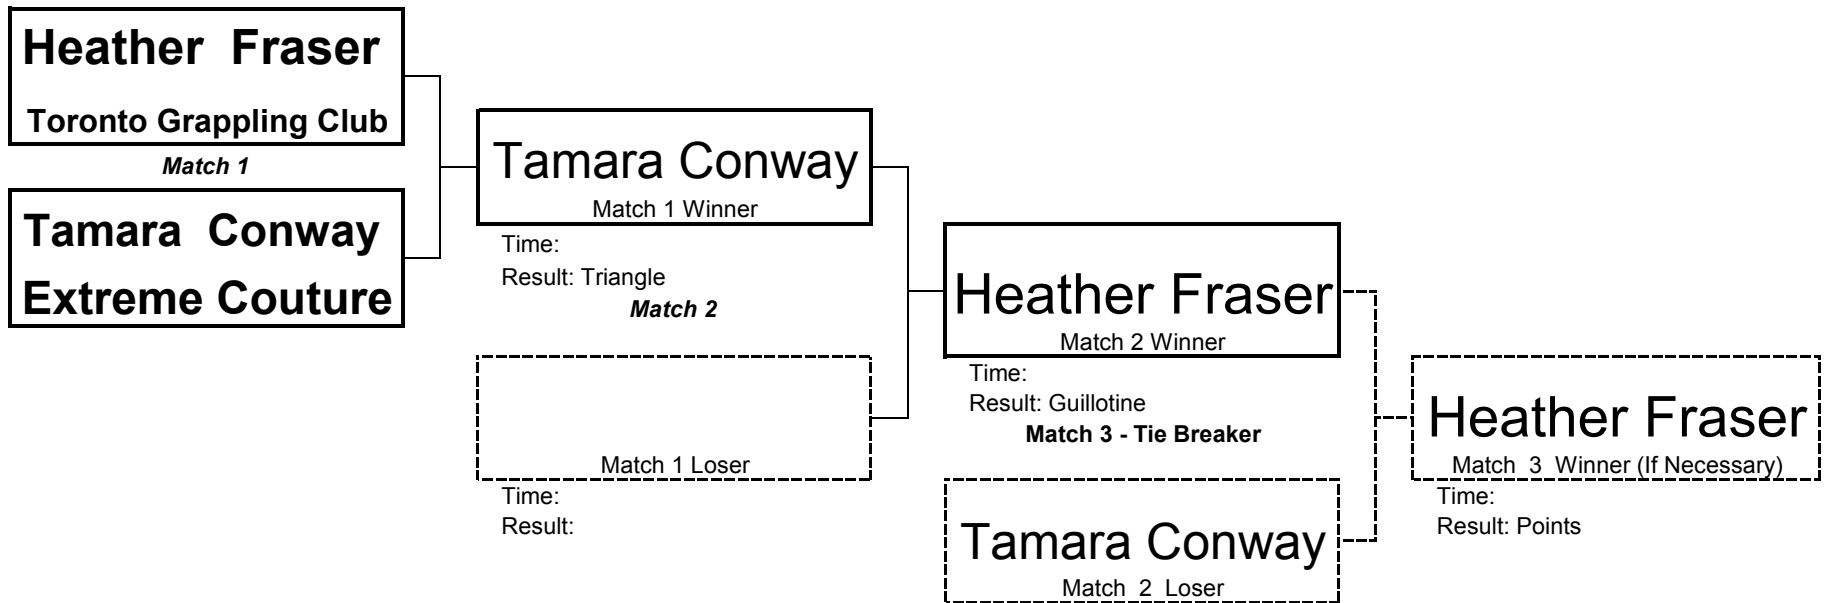 Heather Fraser
Toronto Grappling Club
Match 1
Tamara Conway
Extreme Couture
Tamara Conway
Match 1 Winner
Time:
Result: Triangle
Match 2
Match 1 Loser
Time:
Result:
Heather Fraser
Match 2 Winner
Time:
Result: Guillotine
Match 3 - Tie Breaker
Tamara Conway
Match 2 Loser
Heather Fraser
Match 3 Winner (If Necessary)
Time:
Result: Points